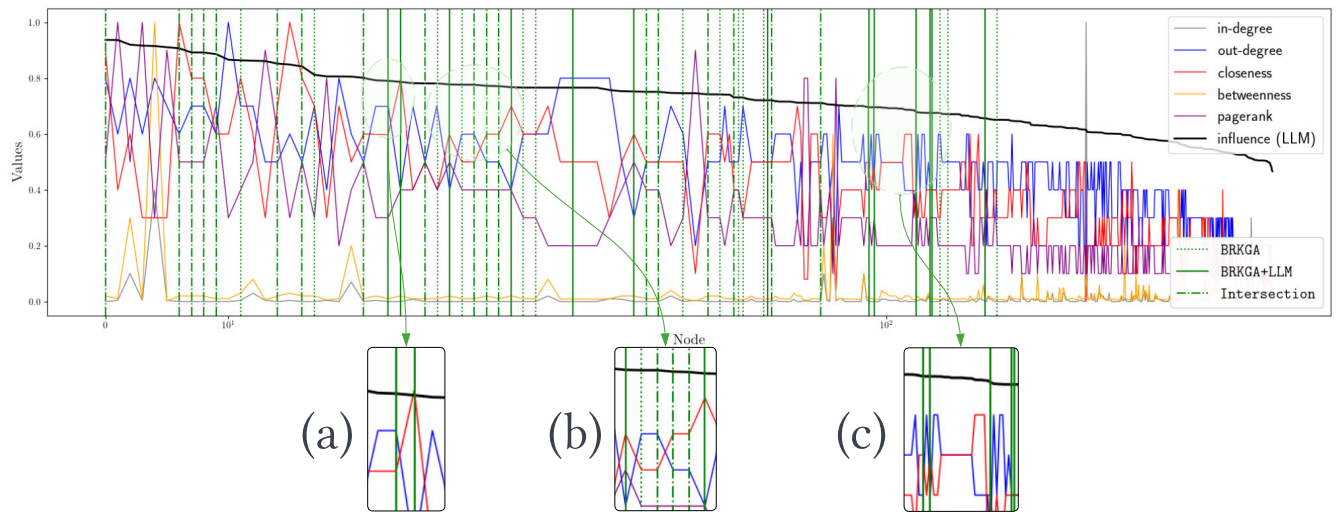 1.0
0.8
0.6
0.4
0.2
0.0
Values
in-degree
out-degree
closeness
betweenness
pagerank
influence (LLM)
BRKGA
BRKGA+LLM
Intersection
0
10¹
10²
Node
(a)
(b)
(c)